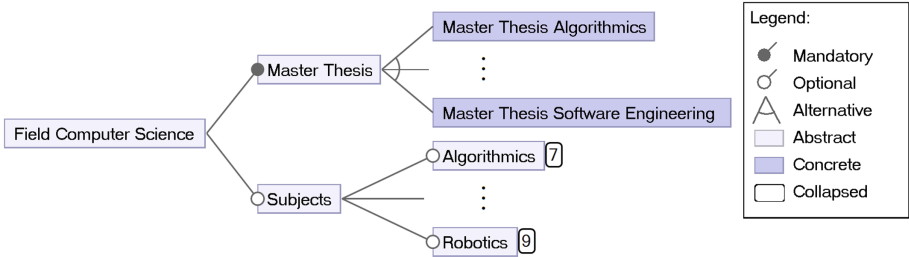 Legend:
Master Thesis Algorithmics
Mandatory
Master Thesis
Optional
Alternative
Master Thesis Software Engineering
Field Computer Science
Abstract
Algorithmics 7
Concrete
Subjects
Collapsed
Robotics 9